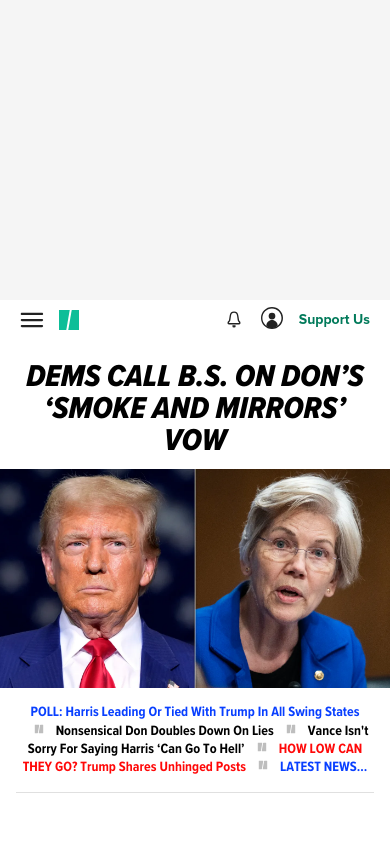 Support Us
DEMS CALL B.S. ON DON’S
‘SMOKE AND MIRRORS’
VOW
POLL: Harris Leading Or Tied With Trump In All Swing States
Nonsensical Don Doubles Down On Lies Vance Isn't
Sorry For Saying Harris ‘Can Go To Hell’ HOW LOW CAN
THEY GO? Trump Shares Unhinged Posts LATEST NEWS...